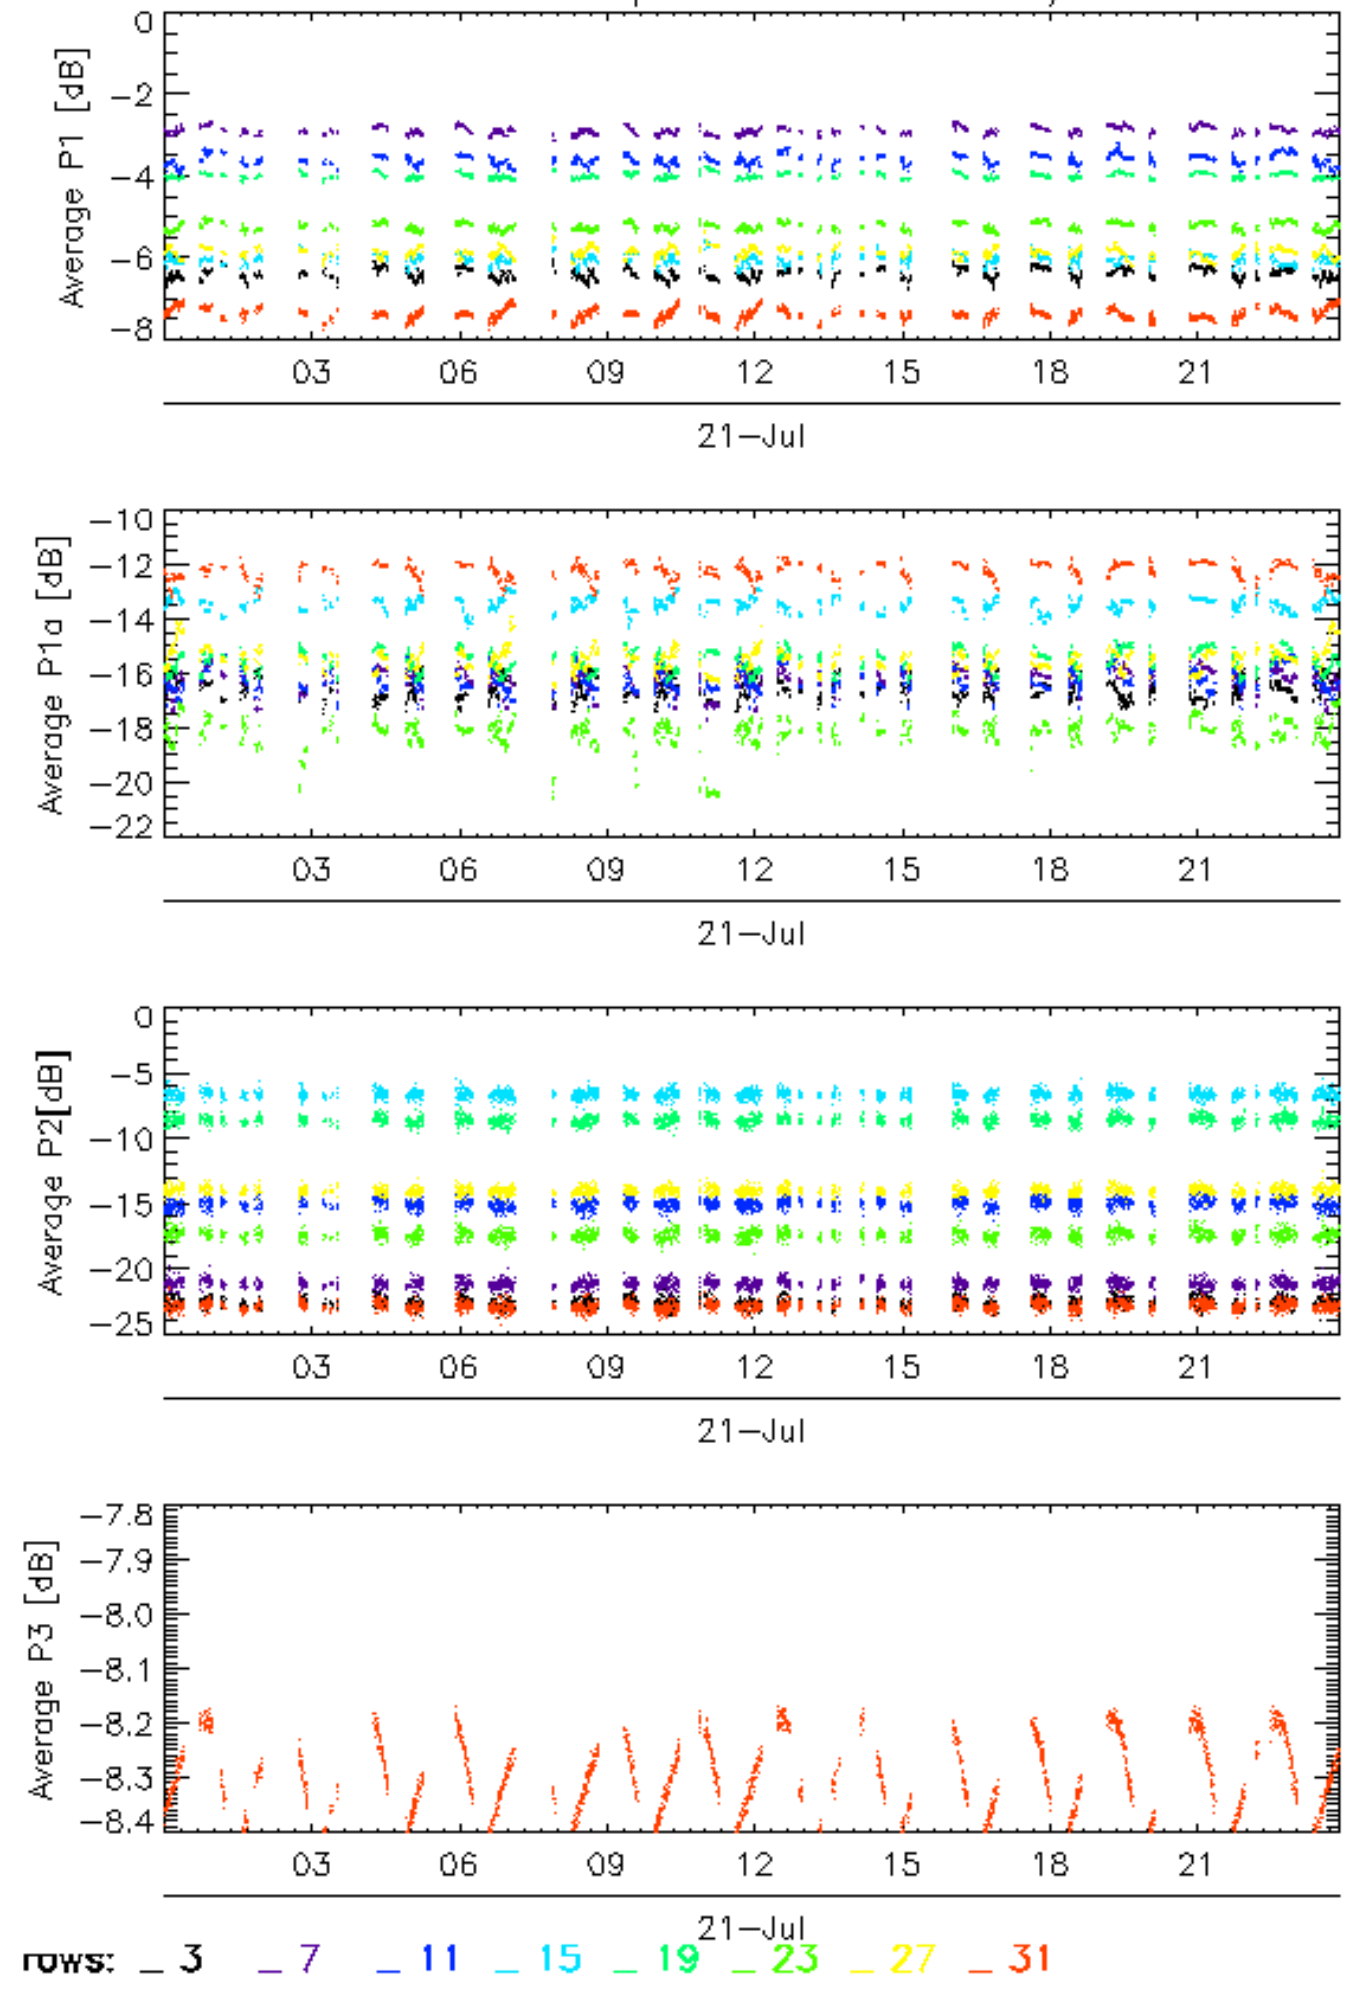 0
−2
−4
−6
−8
Average P1 [dB]
03 06 09 12 15 18 21
21−Jul
−10
−12
−14
−16
−18
−20
−22
Average P1a [dB]
03 06 09 12 15 18 21
21−Jul
0
−5
−10
−15
−20
−25
Average P2[dB]
03 06 09 12 15 18 21
21−Jul
−7.8
−7.9
−8.0
−8.1
−8.2
−8.3
−8.4
Average P3 [dB]
03 06 09 12 15 18 21
21−Jul
rows: _ 3 _ 7 _ 11 _ 15 _ 19 _ 23 _ 27 _ 31